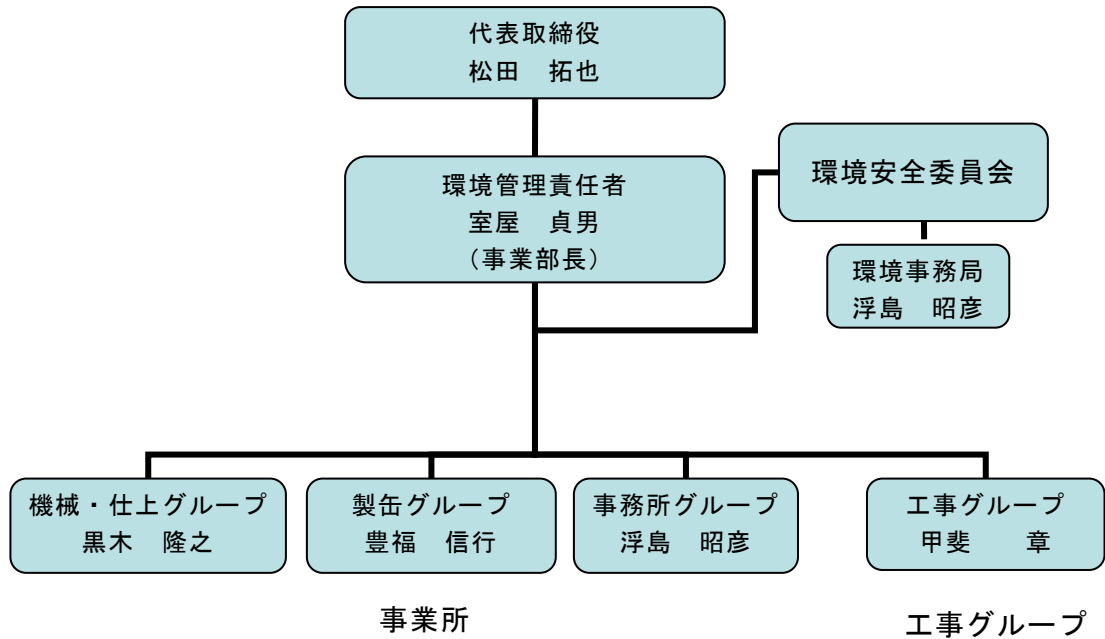 代表取締役
松田　拓也
環境管理責任者
室屋　貞男
（事業部長）
環境安全委員会
環境事務局
浮島　昭彦
機械・仕上グループ
黒木　隆之
製缶グループ
豊福　信行
事務所グループ
浮島　昭彦
工事グループ
甲斐　　章
事業所
工事グループ